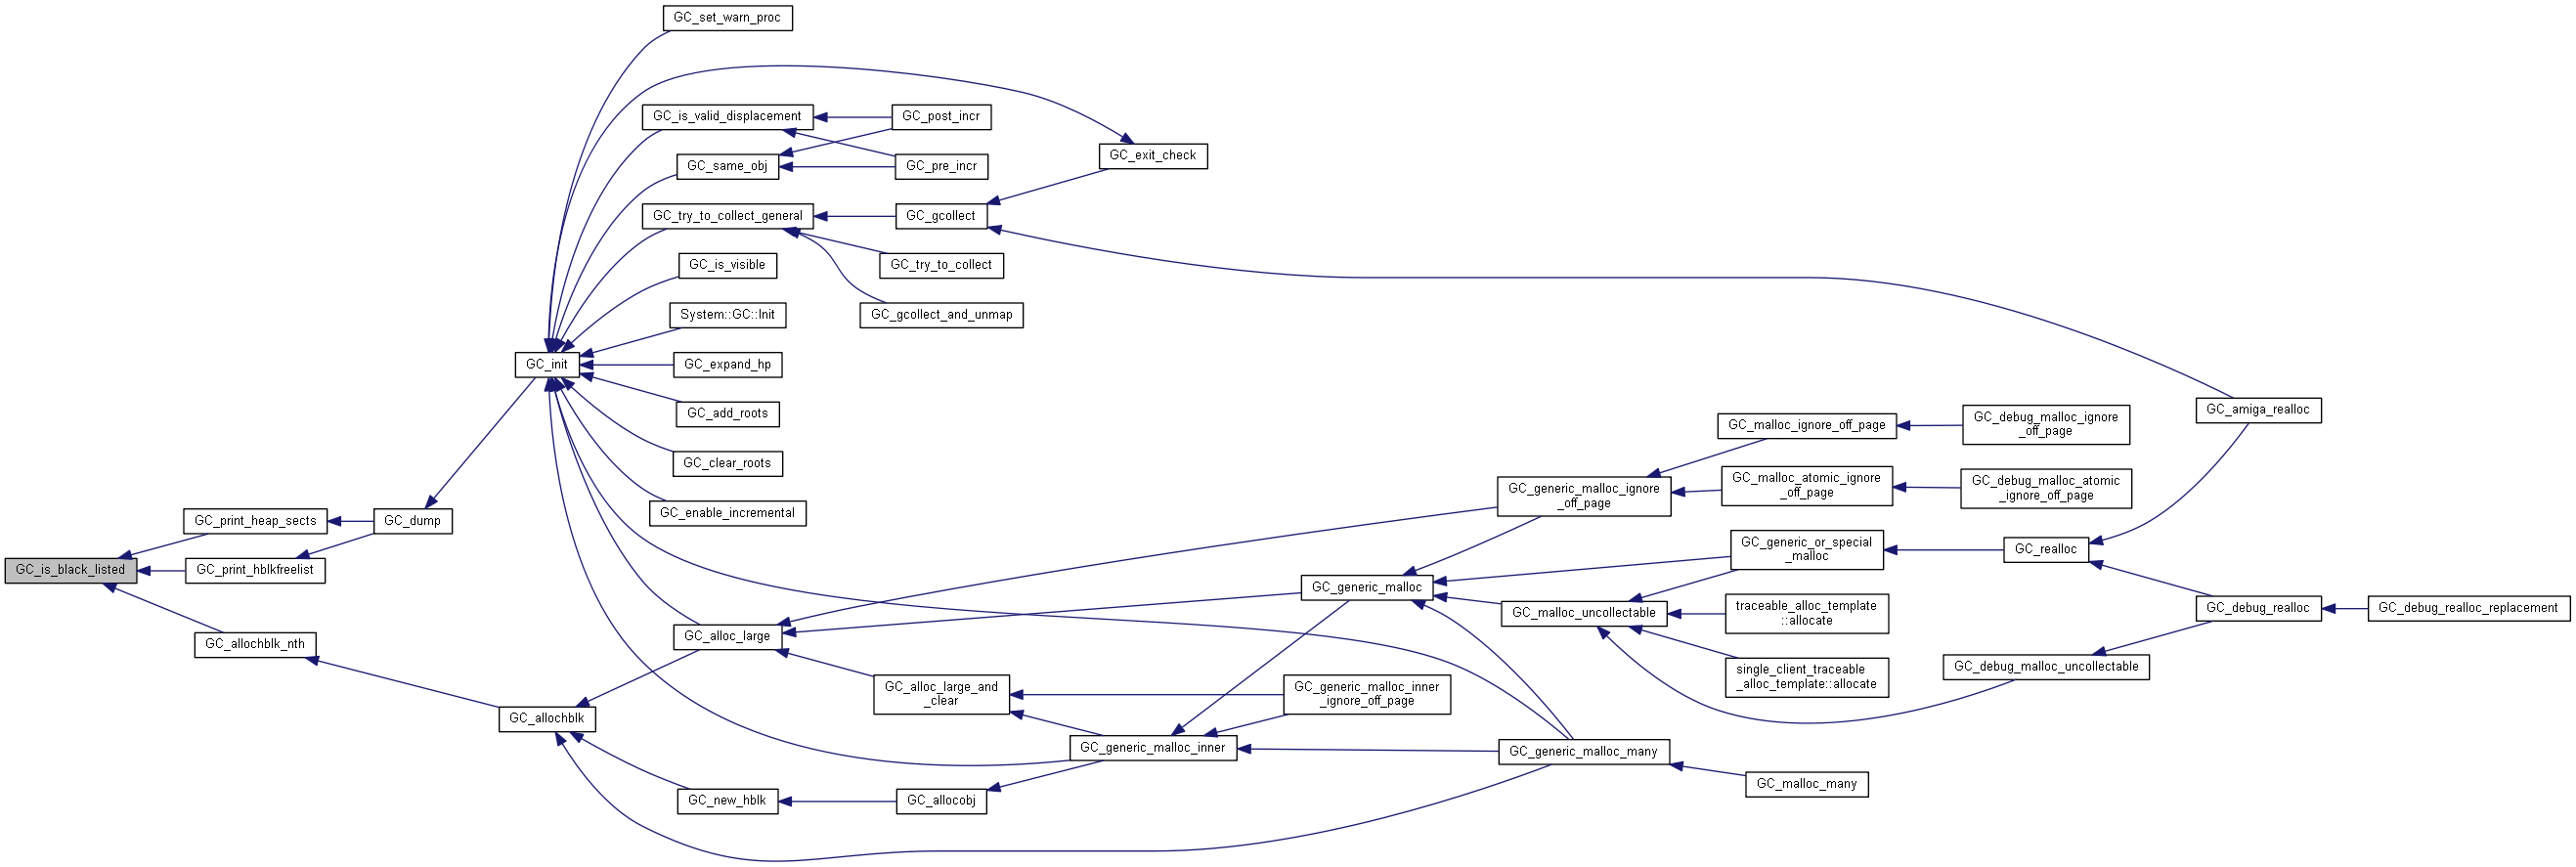 GC_set_warn_proc
GC_is_valid_displacement
GC_post_incr
GC_exit_check
GC_same_obj
GC_pre_incr
GC_try_to_collect_general
GC_gcollect
GC_is_visible
GC_try_to_collect
System::GC::Init
GC_gcollect_and_unmap
GC_init
GC_expand_hp
GC_add_roots
GC_amiga_realloc
GC_malloc_ignore_off_page
GC_debug_malloc_ignore
_off_page
GC_clear_roots
GC_generic_malloc_ignore
_off_page
GC_malloc_atomic_ignore
_off_page
GC_debug_malloc_atomic
_ignore_off_page
GC_enable_incremental
GC_print_heap_sects
GC_dump
GC_generic_or_special
_malloc
GC_realloc
GC_is_black_listed
GC_print_hblkfreelist
GC_generic_malloc
GC_malloc_uncollectable
traceable_alloc_template
::allocate
GC_debug_realloc
GC_debug_realloc_replacement
GC_allochblk_nth
GC_alloc_large
single_client_traceable
_alloc_template::allocate
GC_debug_malloc_uncollectable
GC_alloc_large_and
_clear
GC_generic_malloc_inner
_ignore_off_page
GC_allochblk
GC_generic_malloc_inner
GC_generic_malloc_many
GC_malloc_many
GC_new_hblk
GC_allocobj